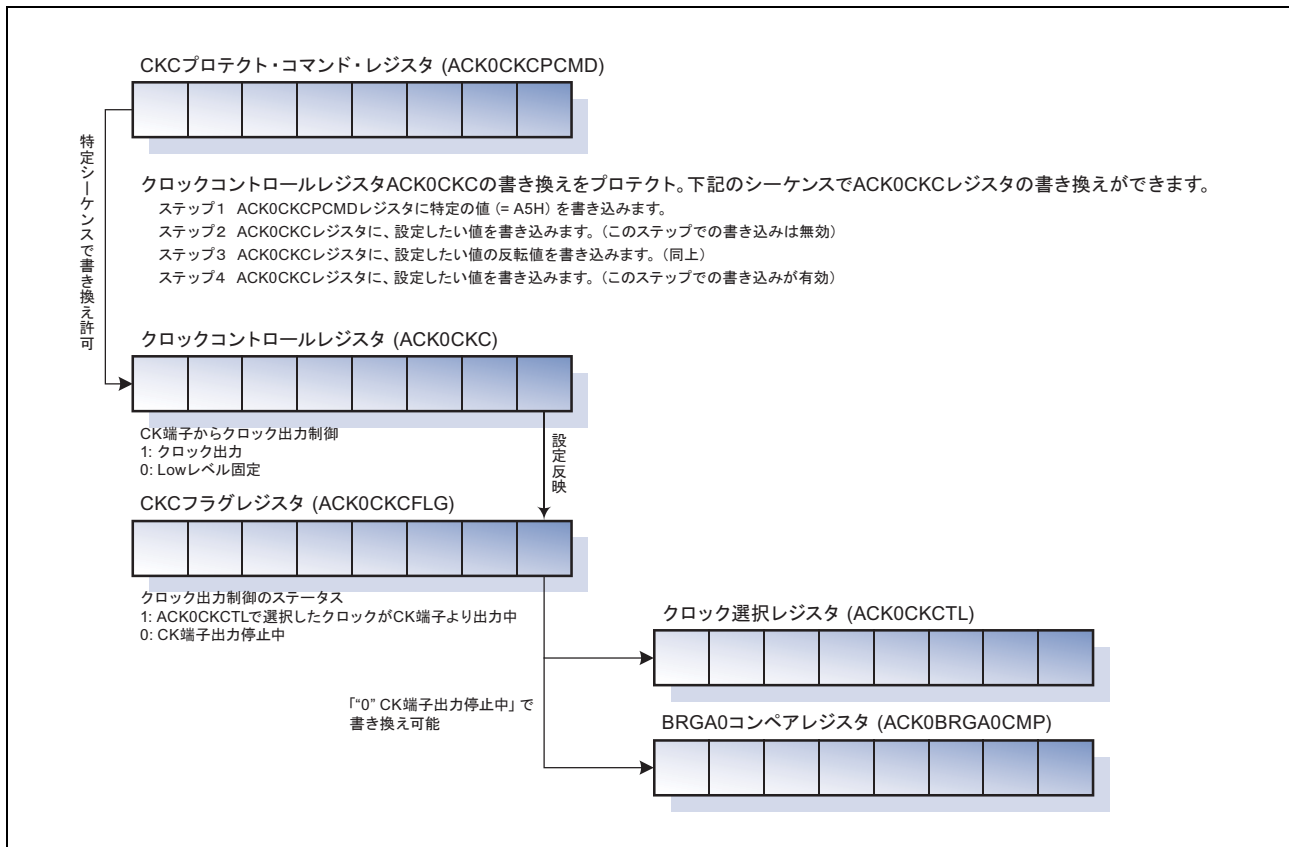 CKCプロテクト・コマンド・レジスタ (ACK0CKCPCMD)
特定シーケンスで書き換え許可
クロックコントロールレジスタACK0CKCの書き換えをプロテクト。下記のシーケンスでACK0CKCレジスタの書き換えができます。
ステップ1 ACK0CKCPCMDレジスタに特定の値 (= A5H) を書き込みます。
ステップ2 ACK0CKCレジスタに、設定したい値を書き込みます。(このステップでの書き込みは無効)
ステップ3 ACK0CKCレジスタに、設定したい値の反転値を書き込みます。(同上)
ステップ4 ACK0CKCレジスタに、設定したい値を書き込みます。(このステップでの書き込みが有効)
クロックコントロールレジスタ (ACK0CKC)
CK端子からクロック出力制御
1: クロック出力
0: Lowレベル固定
設定反映
CKCフラグレジスタ (ACK0CKCFLG)
クロック出力制御のステータス
1: ACK0CKCTLで選択したクロックがCK端子より出力中
0: CK端子出力停止中
クロック選択レジスタ (ACK0CKCTL)
「“0” CK端子出力停止中」で
書き換え可能
BRGA0コンペアレジスタ (ACK0BRGA0CMP)